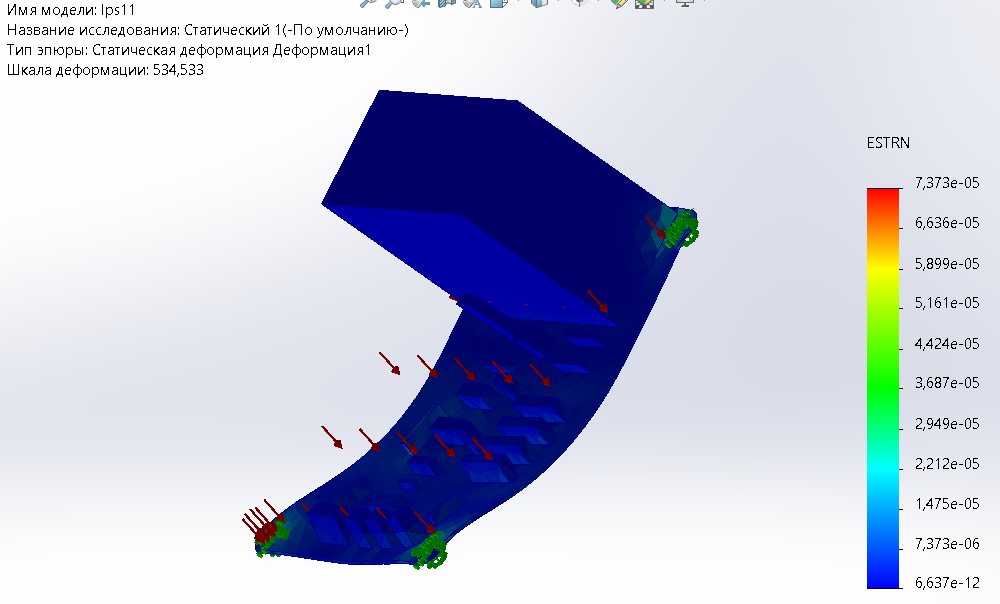 Имя модели: lps11
Название исследования: Статический 1(-По умолчанию-)
Тип эпюры: Статическая деформация Деформация1
Шкала деформации: 534,533
ESTRN
7,373e-05
6,636e-05
5,899e-05
5,161e-05
4,424e-05
3,687e-05
2,949e-05
2,212e-05
1,475e-05
7,373e-06
6,637e-12